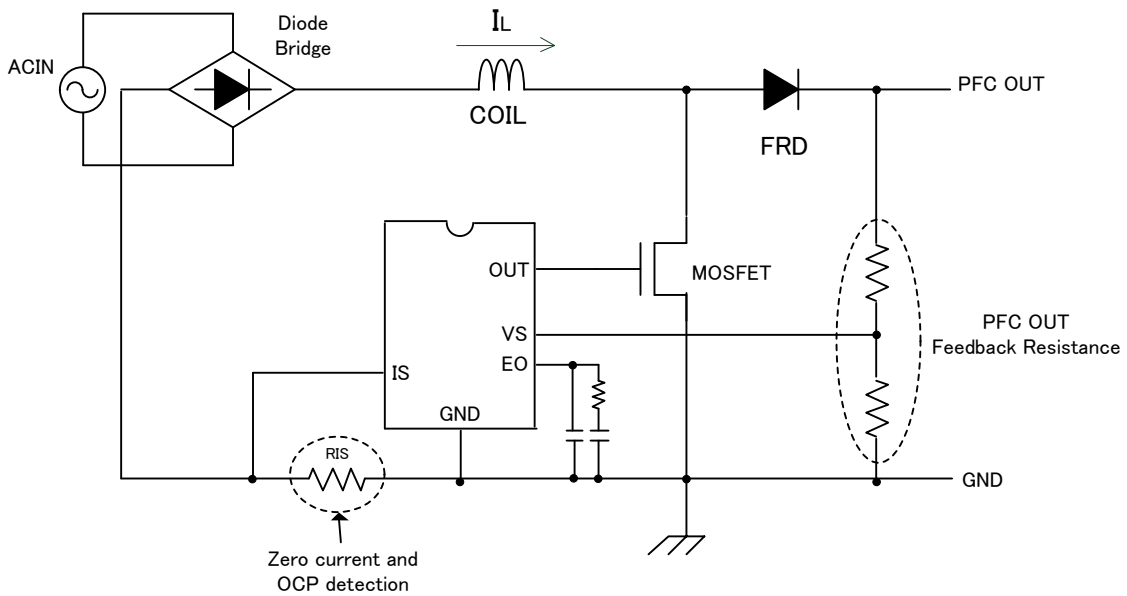 Diode
Bridge
ACIN
IL
COIL
PFC OUT
FRD
OUT
MOSFET
VS
EO
IS
GND
PFC OUT
Feedback Resistance
RIS
GND
Zero current and
OCP detection